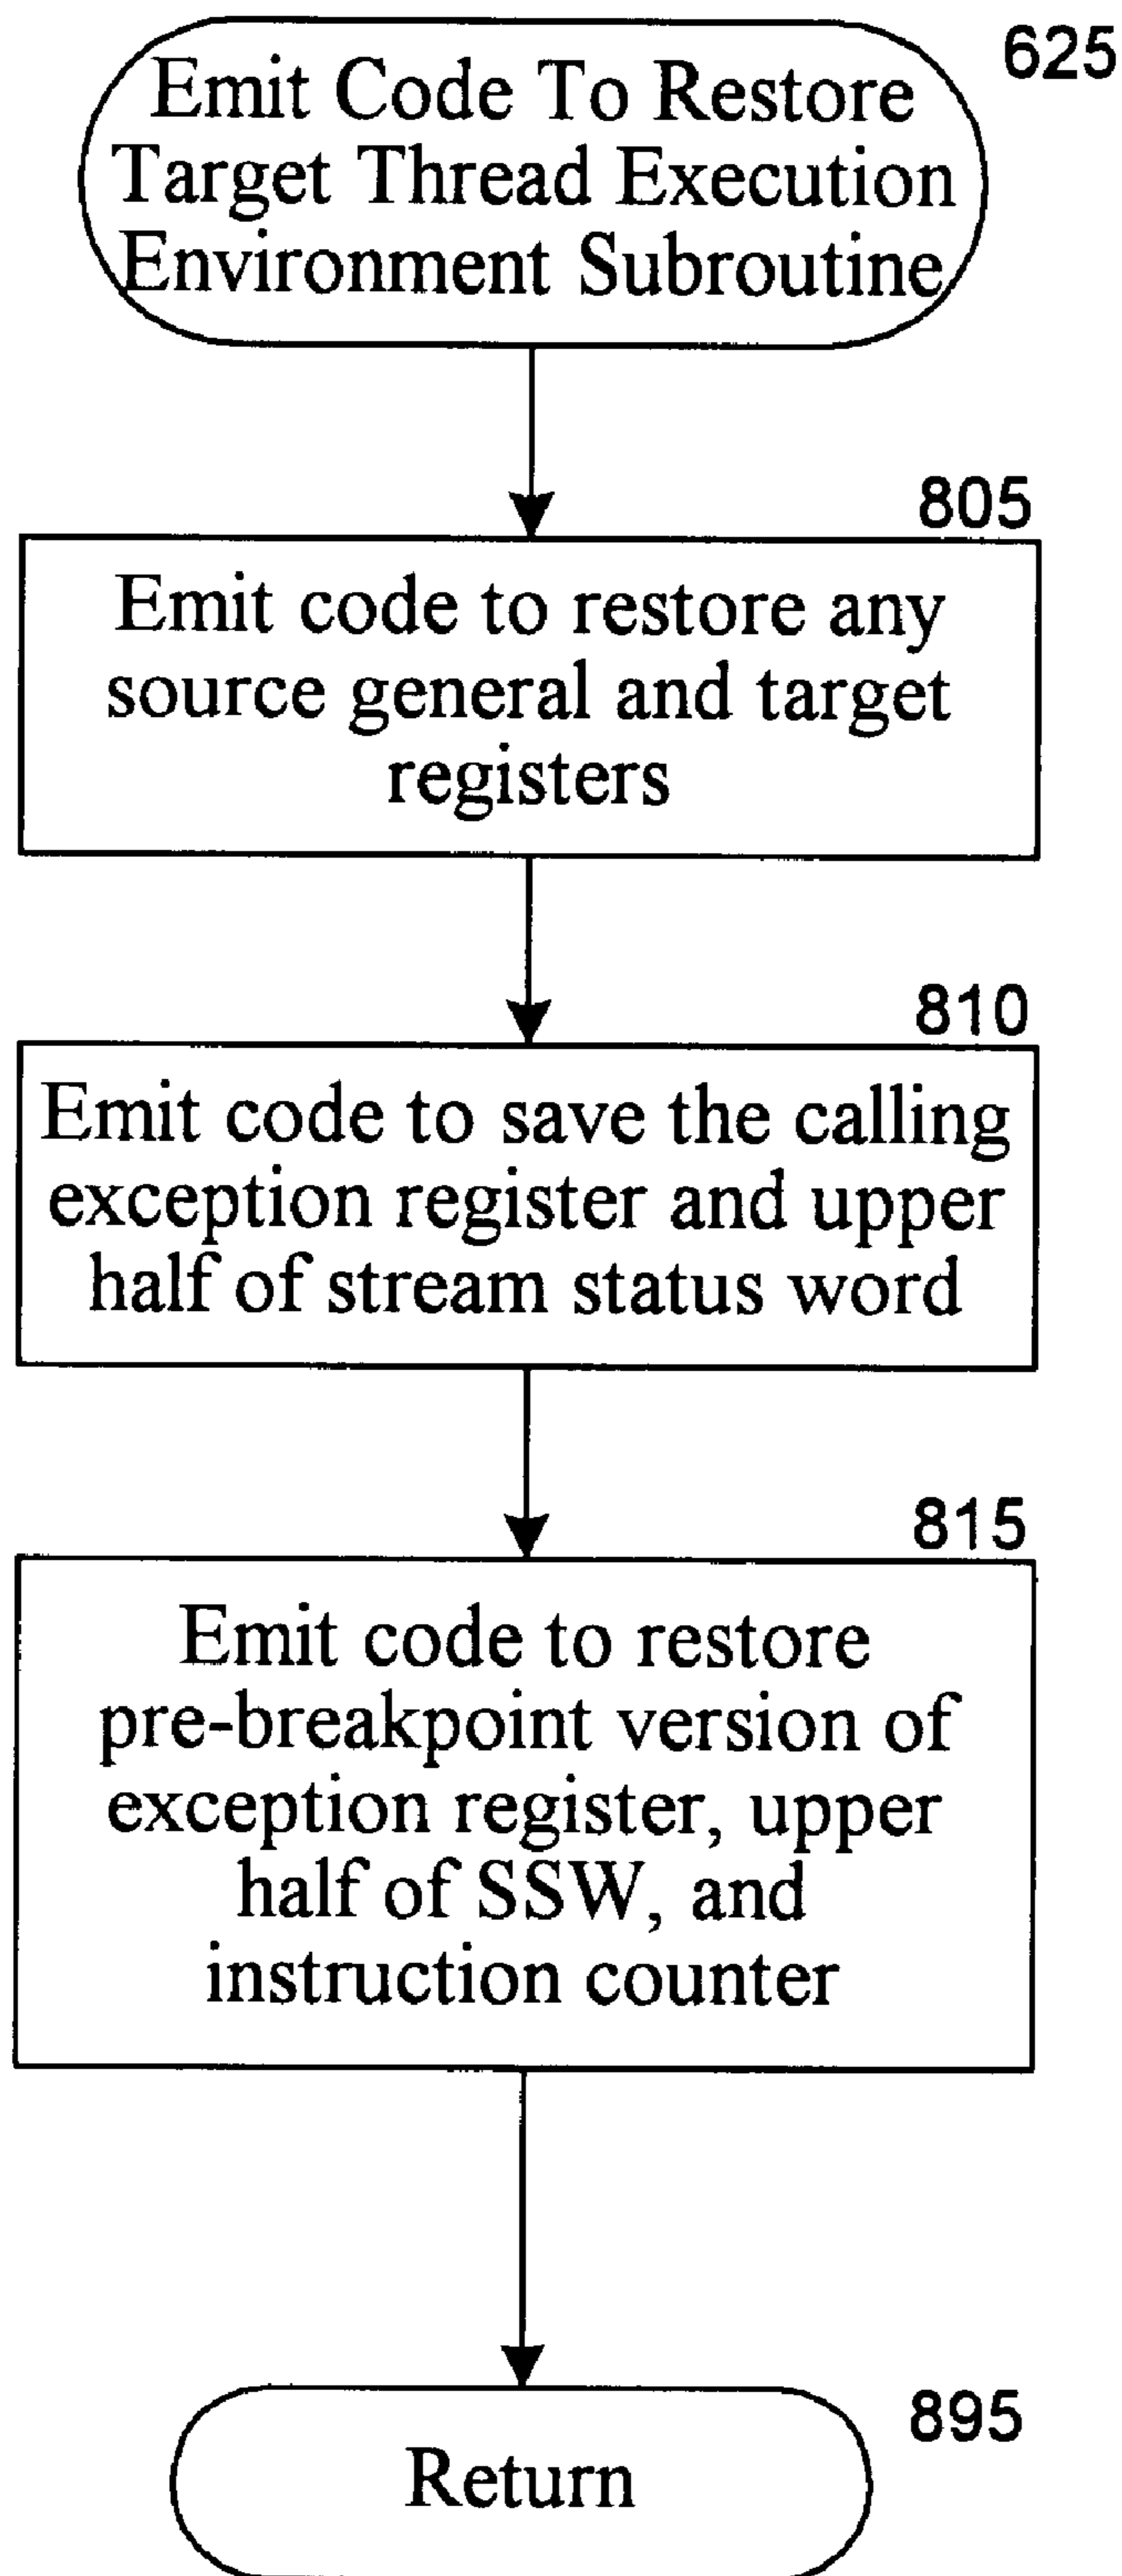 625
Emit Code To Restore
Target Thread Execution
Environment Subroutine
805
Emit code to restore any
source general and target
registers
810
Emit code to save the calling
exception register and upper
half of stream status word
815
Emit code to restore
pre-breakpoint version of
exception register, upper
half of SSW, and
instruction counter
895
Return